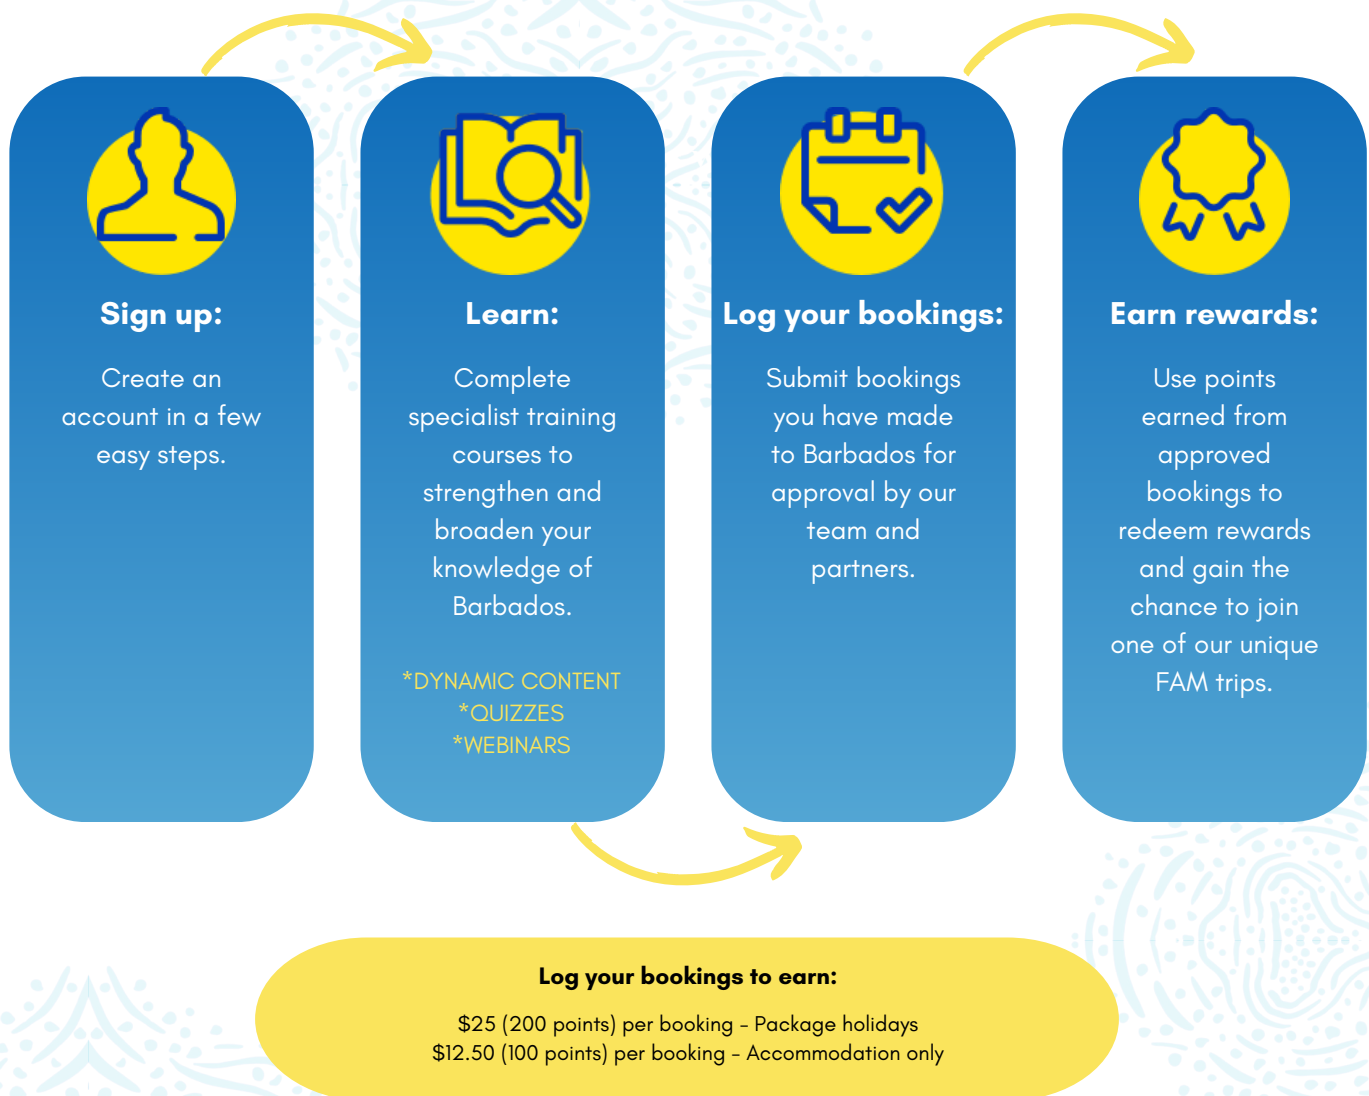 Sign up:
Create an
account in a few
easy steps.
Learn:
Complete
specialist training
courses to
strengthen and
broaden your
knowledge of
Barbados.
*DYNAMIC CONTENT
*QUIZZES
*WEBINARS
Log your bookings:
Submit bookings
you have made
to Barbados for
approval by our
team and
partners.
Earn rewards:
Use points
earned from
approved
bookings to
redeem rewards
and gain the
chance to join
one of our unique
FAM trips.
Log your bookings to earn:
$25 (200 points) per booking - Package holidays
$12.50 (100 points) per booking - Accommodation only